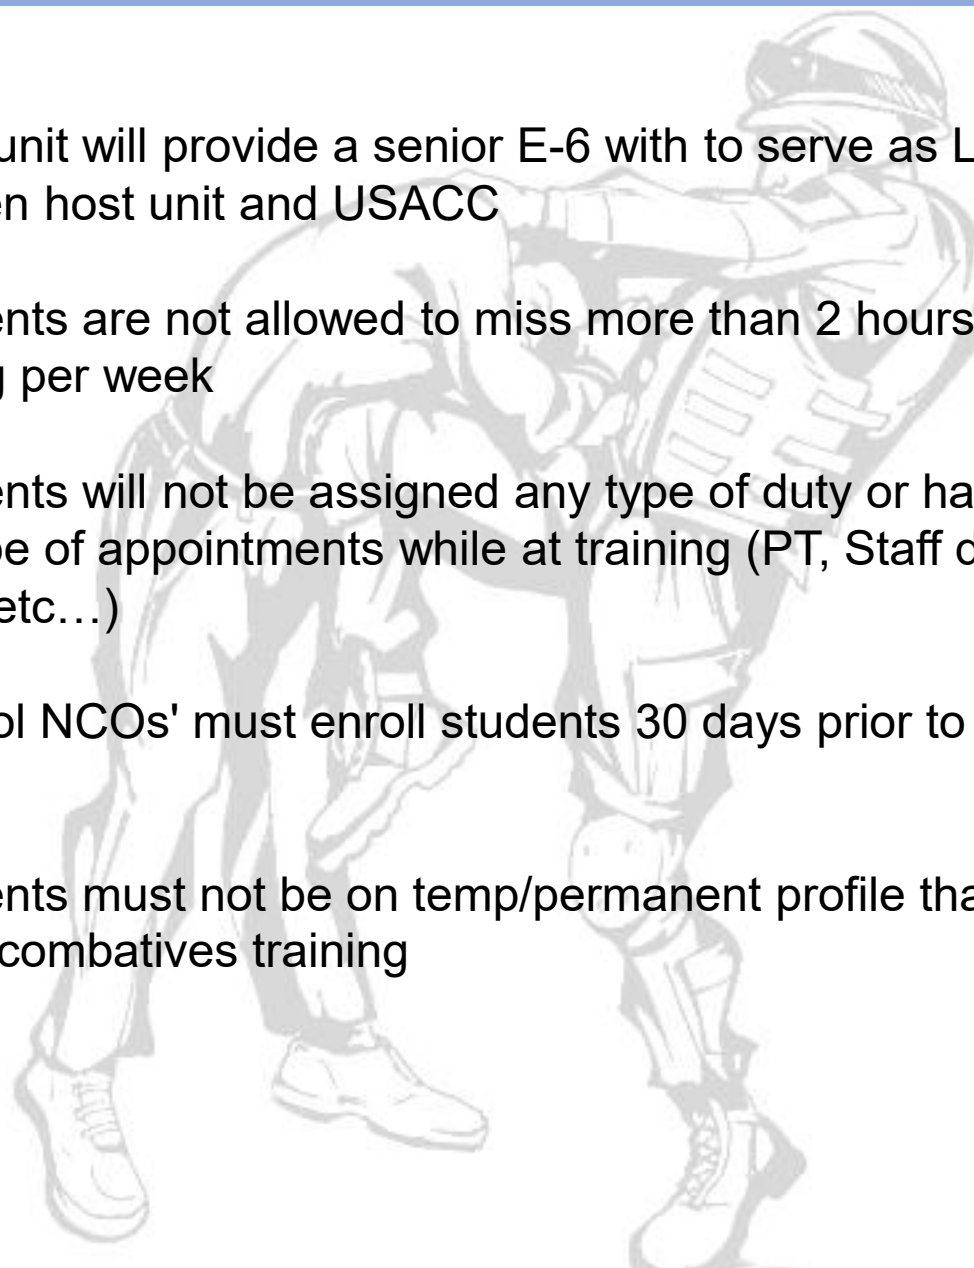 unit will provide a senior E-6 with to serve as L
en host unit and USACC
ents are not allowed to miss more than 2 hours
g per week
ents will not be assigned any type of duty or ha
pe of appointments while at training (PT, Staff d
etc…)
ol NCOs' must enroll students 30 days prior to
ents must not be on temp/permanent profile tha
combatives training